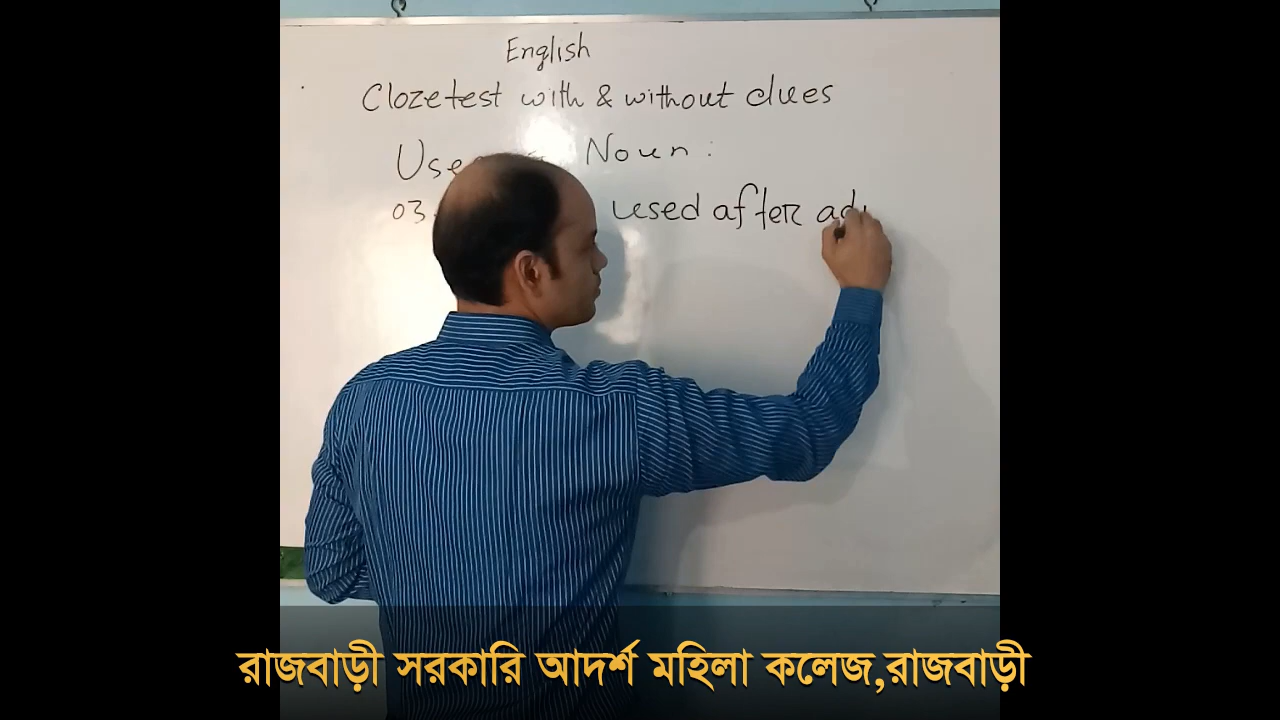 English
Clozetest with & without clues
Use Noun :
03. used after ad
রাজবাড়ী সরকারি আদর্শ মহিলা কলেজ,রাজবাড়ী